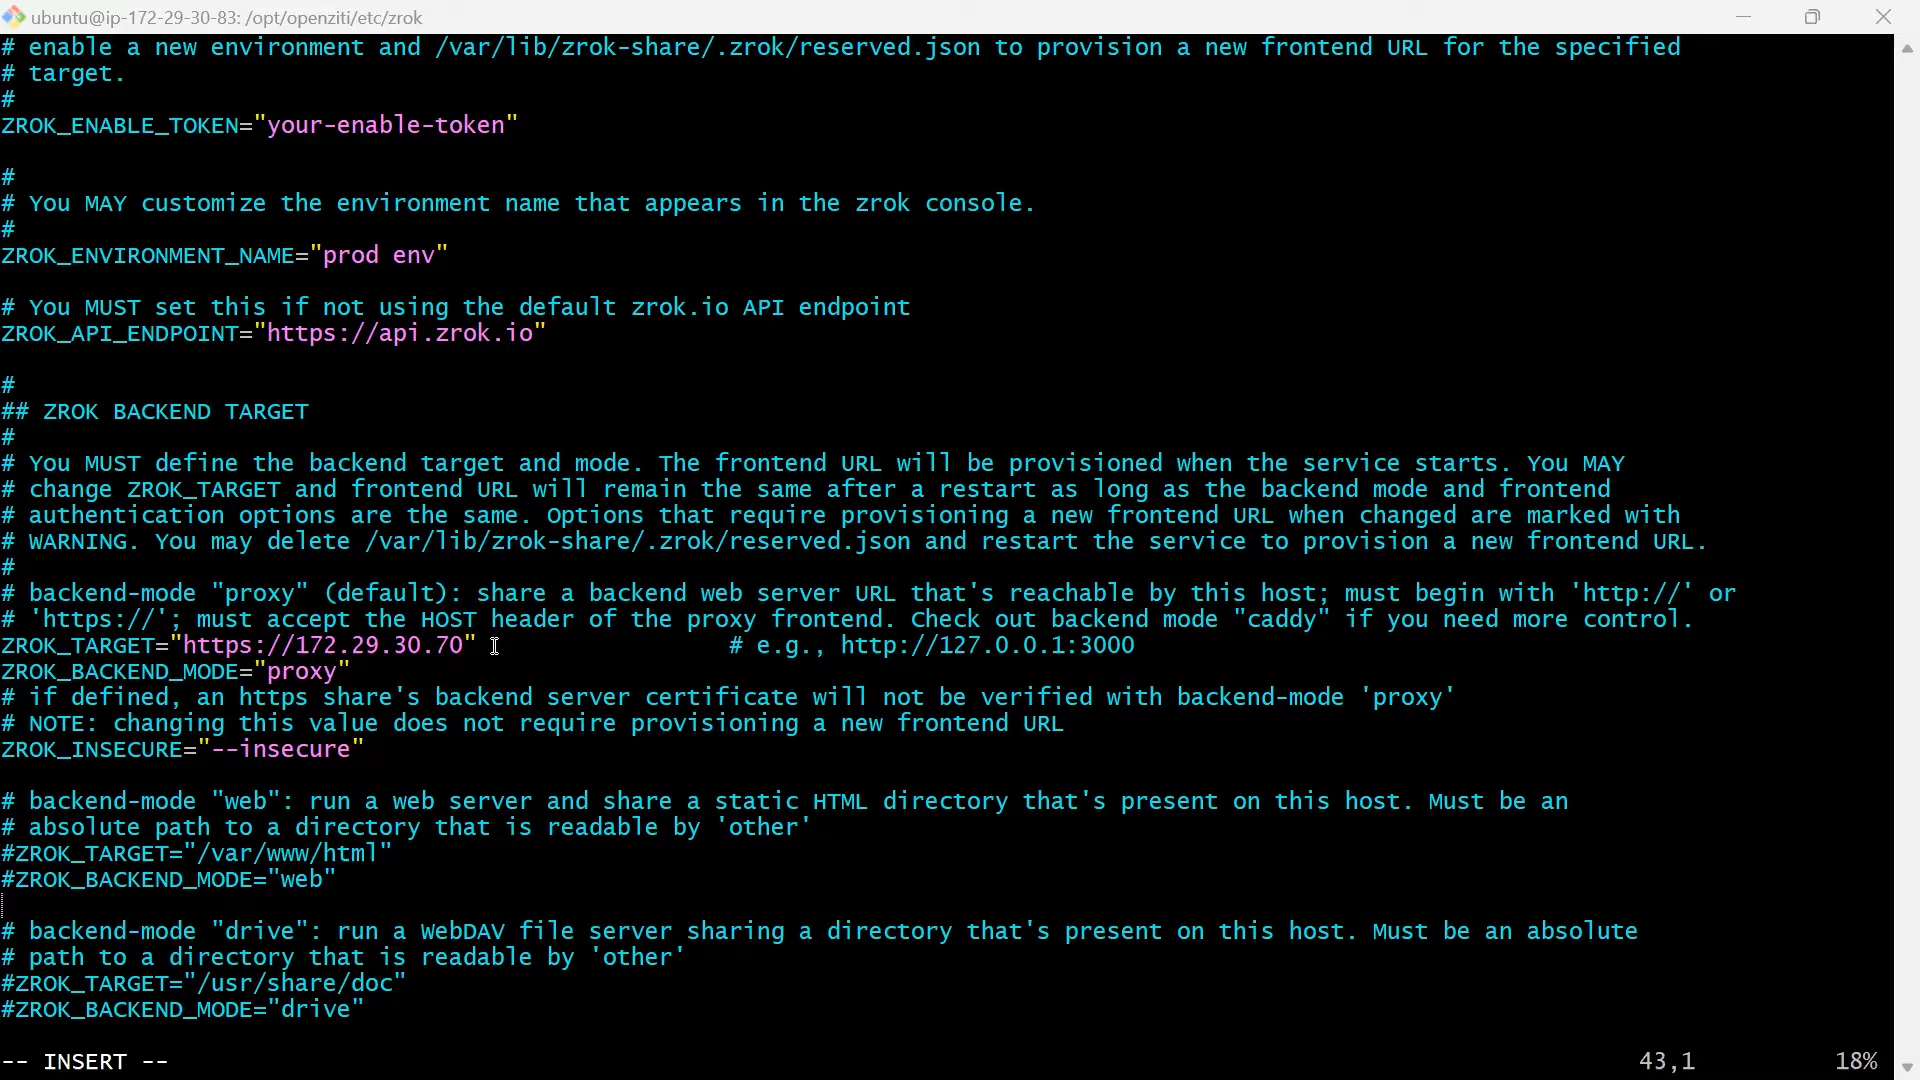 ubuntu@ip-172-29-30-83: /opt/openziti/etc/zrok
# enable a new environment and /var/lib/zrok-share/.zrok/reserved.json to provision a new frontend URL for the specified
# target.
#
ZROK_ENABLE_TOKEN="your-enable-token"
#
# You MAY customize the environment name that appears in the zrok console.
#
ZROK_ENVIRONMENT_NAME="prod env"
# You MUST set this if not using the default zrok.io API endpoint
ZROK_API_ENDPOINT="https://api.zrok.io"
#
## ZROK BACKEND TARGET
#
# You MUST define the backend target and mode. The frontend URL will be provisioned when the service starts. You MAY
# change ZROK_TARGET and frontend URL will remain the same after a restart as long as the backend mode and frontend
# authentication options are the same. Options that require provisioning a new frontend URL when changed are marked with
# WARNING. You may delete /var/lib/zrok-share/.zrok/reserved.json and restart the service to provision a new frontend URL.
#
# backend-mode "proxy" (default): share a backend web server URL that's reachable by this host; must begin with 'http://' or
# 'https://'; must accept the HOST header of the proxy frontend. Check out backend mode "caddy" if you need more control.
ZROK_TARGET="https://172.29.30.70" # e.g., http://127.0.0.1:3000
ZROK_BACKEND_MODE="proxy"
# if defined, an https share's backend server certificate will not be verified with backend-mode 'proxy'
# NOTE: changing this value does not require provisioning a new frontend URL
ZROK_INSECURE="--insecure"
# backend-mode "web": run a web server and share a static HTML directory that's present on this host. Must be an
# absolute path to a directory that is readable by 'other'
#ZROK_TARGET="/var/www/html"
#ZROK_BACKEND_MODE="web"
# backend-mode "drive": run a WebDAV file server sharing a directory that's present on this host. Must be an absolute
# path to a directory that is readable by 'other'
#ZROK_TARGET="/usr/share/doc"
#ZROK_BACKEND_MODE="drive"
-- INSERT -- 43,1 18%